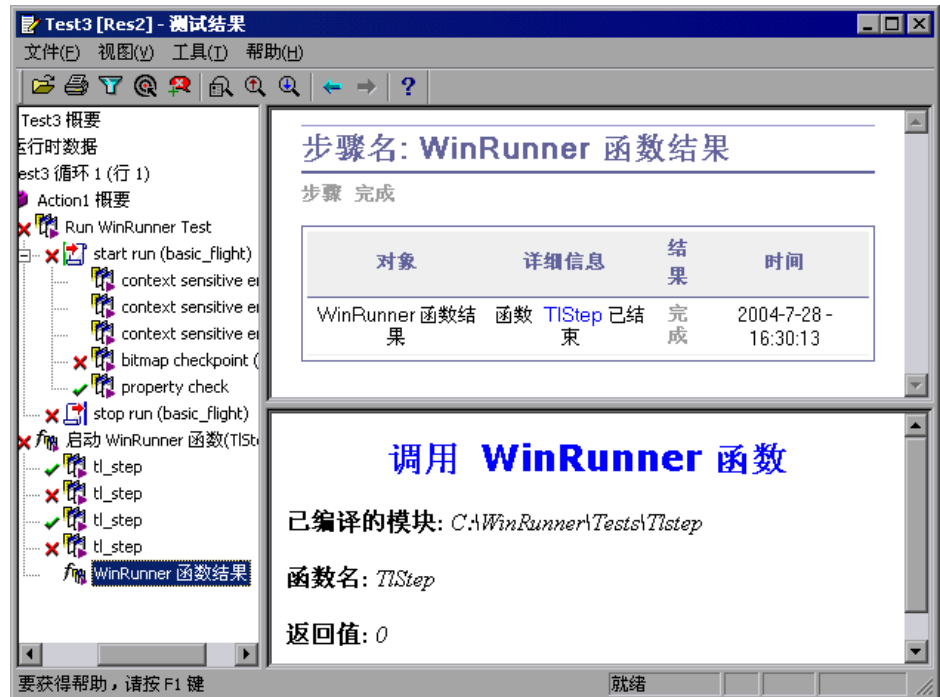 Test3 [Res2] - 测试结果
文件(F) 视图(V) 工具(T) 帮助(H)
Test3 概要
运行时数据
est3 循环 1 (行 1)
Action1 概要
Run WinRunner Test
start run (basic_flight)
context sensitive er
context sensitive er
context sensitive er
bitmap checkpoint (
property check
stop run (basic_flight)
启动 WinRunner 函数(TlSt
tl_step
tl_step
tl_step
tl_step
WinRunner 函数结果
步骤名: WinRunner 函数结果
步骤 完成
对象 详细信息 结果 时间
WinRunner 函数结果 函数 TlStep 已结束 完成 2004-7-28 - 16:30:13
调用 WinRunner 函数
已编译的模块: C:\WinRunner\Tests\Tlstep
函数名: TlStep
返回值: 0
要获得帮助，请按 F1 键
就绪